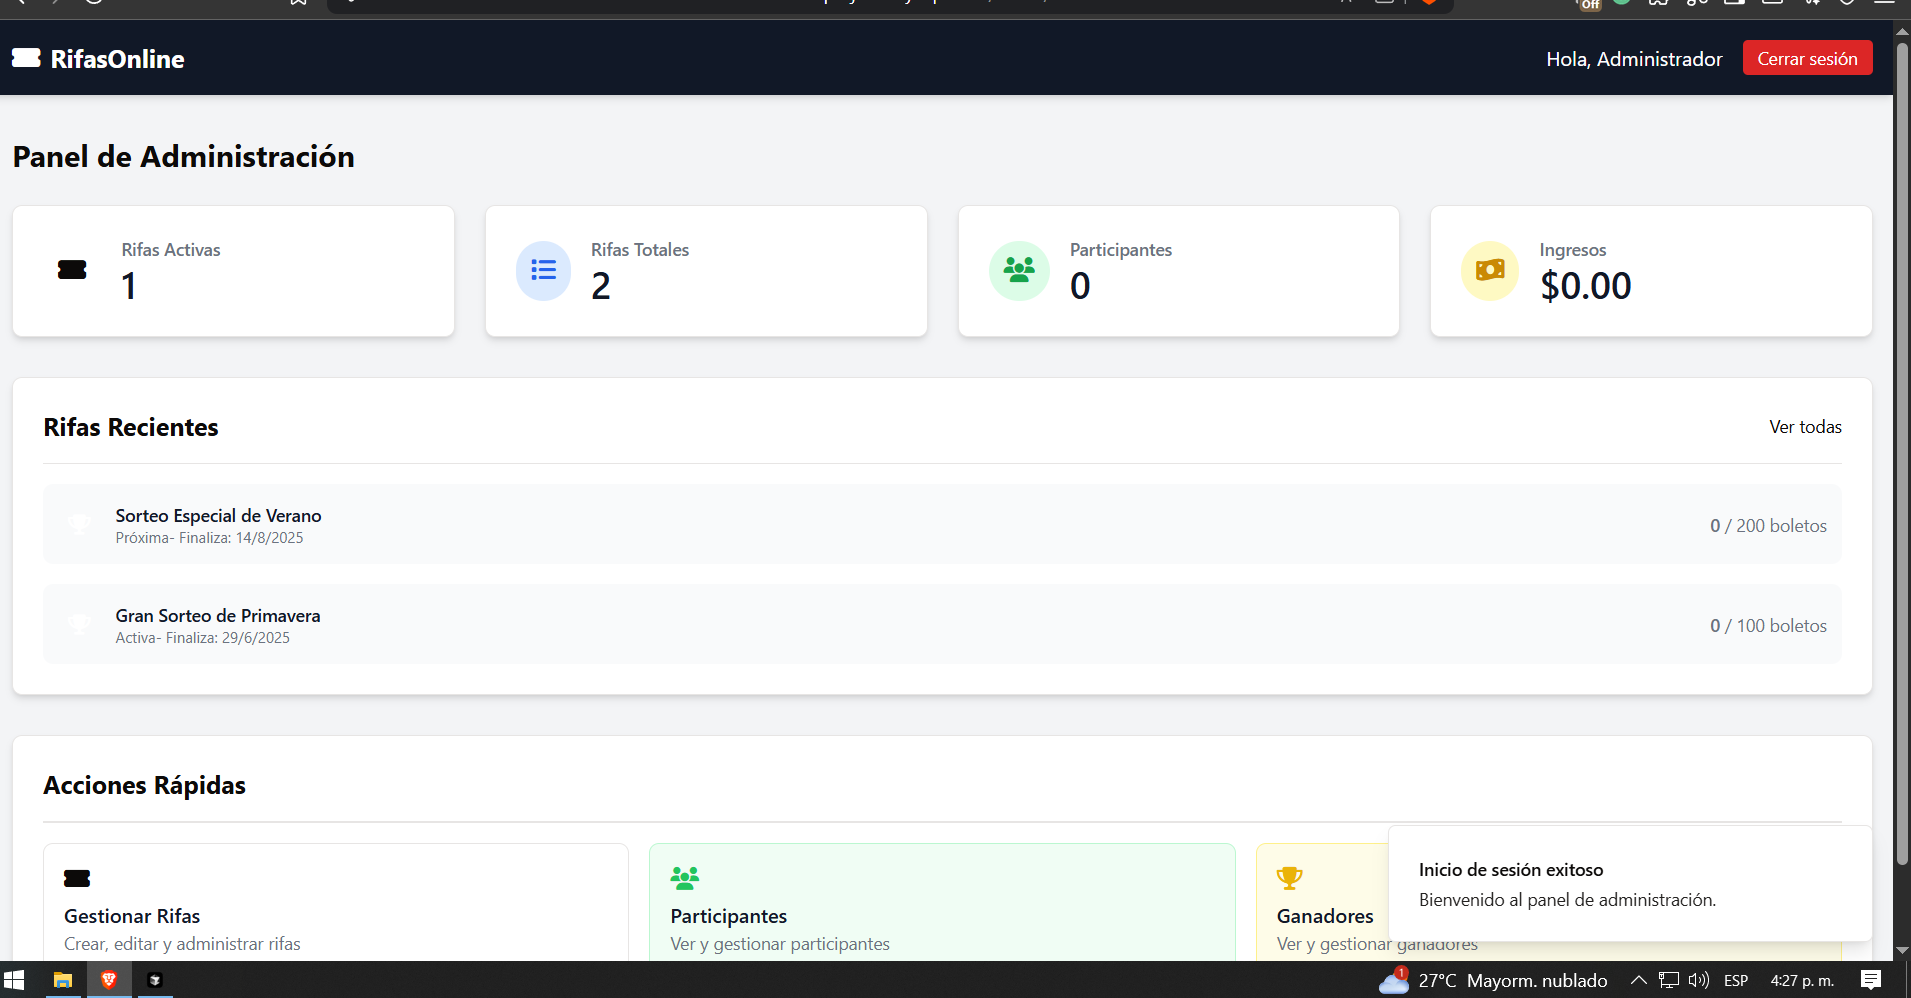 Off
RifasOnline
Hola, Administrador
Cerrar sesión
Panel de Administración
Rifas Activas
1
Rifas Totales
2
Participantes
0
Ingresos
$0.00
Rifas Recientes
Ver todas
Sorteo Especial de Verano
Próxima- Finaliza: 14/8/2025
0 / 200 boletos
Gran Sorteo de Primavera
Activa- Finaliza: 29/6/2025
0 / 100 boletos
Acciones Rápidas
Gestionar Rifas
Crear, editar y administrar rifas
Participantes
Ver y gestionar participantes
Ganadores
Ver y gestionar ganadores
Inicio de sesión exitoso
Bienvenido al panel de administración.
1
27°C Mayorm. nublado
ESP
4:27 p. m.